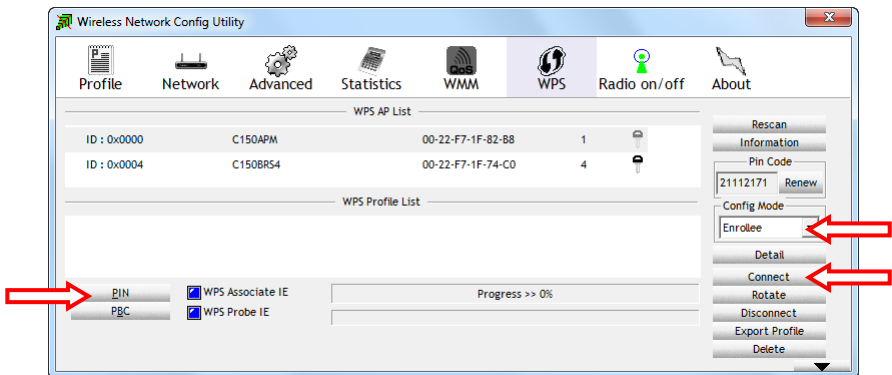 Wireless Network Config Utility
Profile Network Advanced Statistics WMM WPS Radio on/off About
QoS
WPS AP List
ID : 0x0000 C150APM 00-22-F7-1F-82-B8 1
ID : 0x0004 C150BRS4 00-22-F7-1F-74-C0 4
WPS Profile List
Rescan
Information
Pin Code
21112171 Renew
Config Mode
Enrollee
Detail
Connect
Rotate
Disconnect
Export Profile
Delete
PIN WPS Associate IE Progress >> 0%
PBC WPS Probe IE